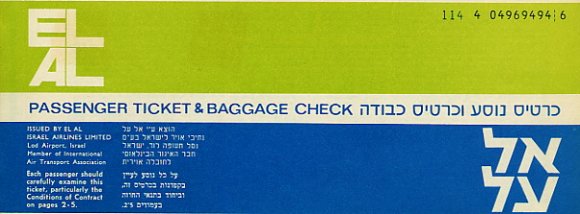 114 4 04969494 6
EL
AL
PASSENGER TICKET & BAGGAGE CHECK כרטיס נוסע וכרטיס כבודה
ISSUED BY EL AL
ISRAEL AIRLINES LIMITED
Lod Airport, Israel
Member of International
Air Transport Association
Each passenger should
carefully examine this
ticket, particularly the
Conditions of Contract
on pages 2-5.
הוצא ע״י אל על
נתיבי אויר לישראל בע״מ
נמל תעופה לוד, ישראל
חבר האיגוד הבינלאומי
לתובלה אוירית
על כל נוסע לעיין
בקפדנות בכרטיס זה,
וביחוד בתנאי החוזה
בעמודים 2-5.
אל
על